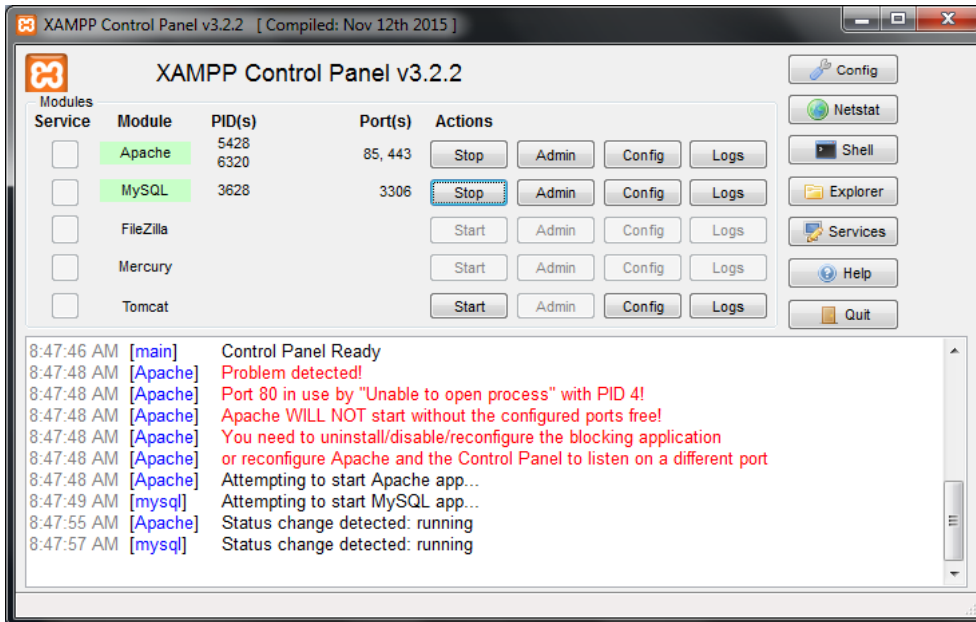 XAMPP Control Panel v3.2.2 [ Compiled: Nov 12th 2015 ]
XAMPP Control Panel v3.2.2
Config
Modules
Service Module PID(s) Port(s) Actions
Netstat
Apache 5428 6320 85, 443 Stop Admin Config Logs
Shell
MySQL 3628 3306 Stop Admin Config Logs
Explorer
FileZilla Start Admin Config Logs
Services
Mercury Start Admin Config Logs
Help
Tomcat Start Admin Config Logs
Quit
8:47:46 AM [main] Control Panel Ready
8:47:48 AM [Apache] Problem detected!
8:47:48 AM [Apache] Port 80 in use by "Unable to open process" with PID 4!
8:47:48 AM [Apache] Apache WILL NOT start without the configured ports free!
8:47:48 AM [Apache] You need to uninstall/disable/reconfigure the blocking application
8:47:48 AM [Apache] or reconfigure Apache and the Control Panel to listen on a different port
8:47:48 AM [Apache] Attempting to start Apache app...
8:47:49 AM [mysql] Attempting to start MySQL app...
8:47:55 AM [Apache] Status change detected: running
8:47:57 AM [mysql] Status change detected: running